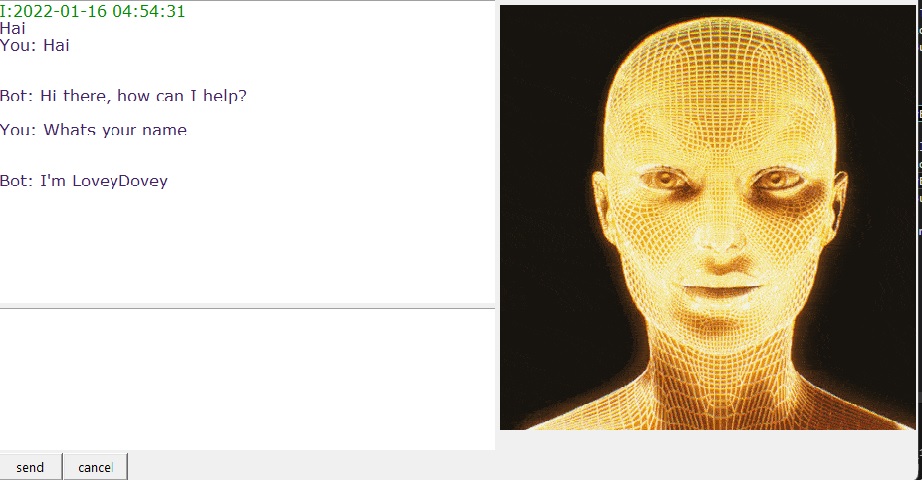 I:2022-01-16 04:54:31
Hai
You: Hai
Bot: Hi there, how can I help?
You: Whats your name
Bot: I'm LoveyDovey
send
cancel